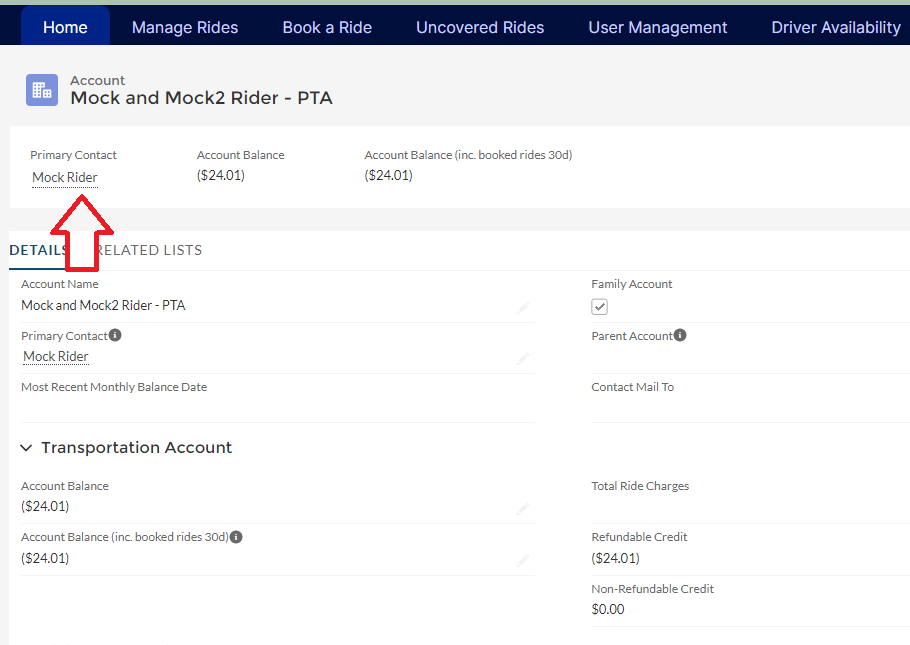 Home Manage Rides Book a Ride Uncovered Rides User Management Driver Availability
Account
Mock and Mock2 Rider - PTA
Primary Contact Account Balance Account Balance (inc. booked rides 30d)
Mock Rider ($24.01) ($24.01)
DETAILS RELATED LISTS
Account Name Family Account
Mock and Mock2 Rider - PTA
Primary Contact Parent Account
Mock Rider
Most Recent Monthly Balance Date Contact Mail To
Transportation Account
Account Balance Total Ride Charges
($24.01)
Account Balance (inc. booked rides 30d) Refundable Credit
($24.01) ($24.01)
Non-Refundable Credit
$0.00